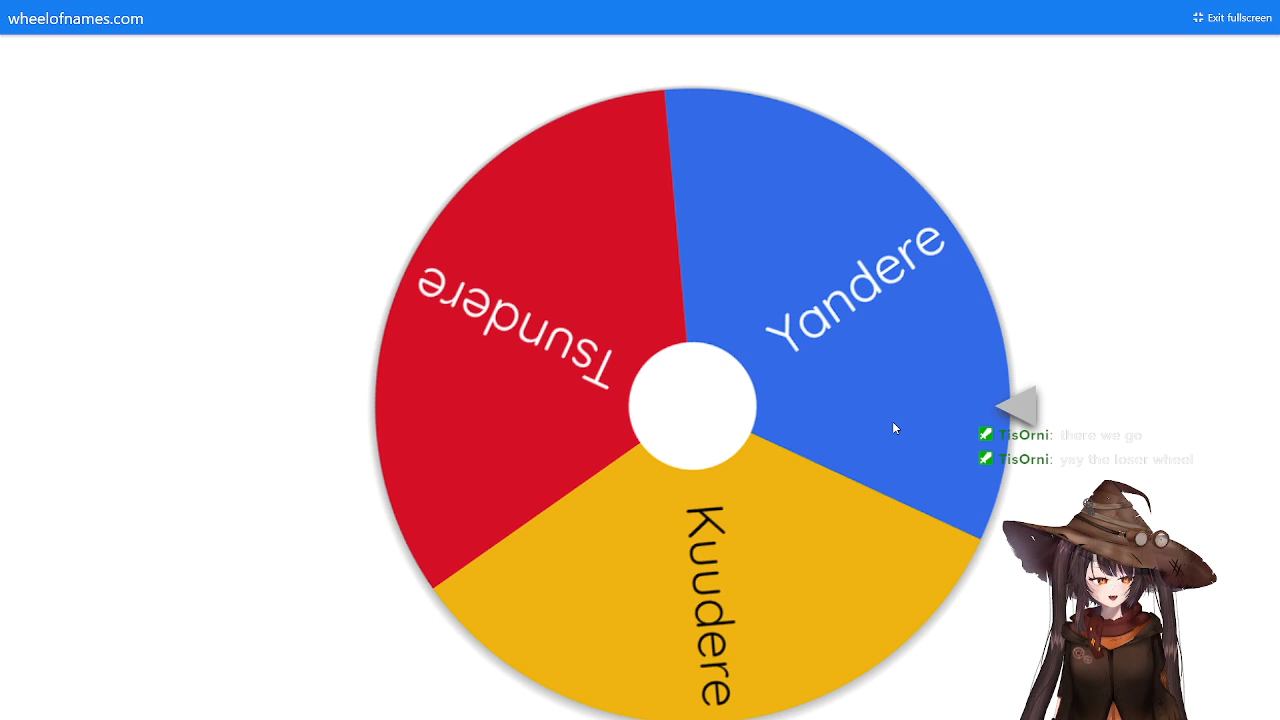 wheelofnames.com
Exit fullscreen
Yandere
Tsundere
TisOrni: there we go
TisOrni: yay the loser wheel
Kuudere